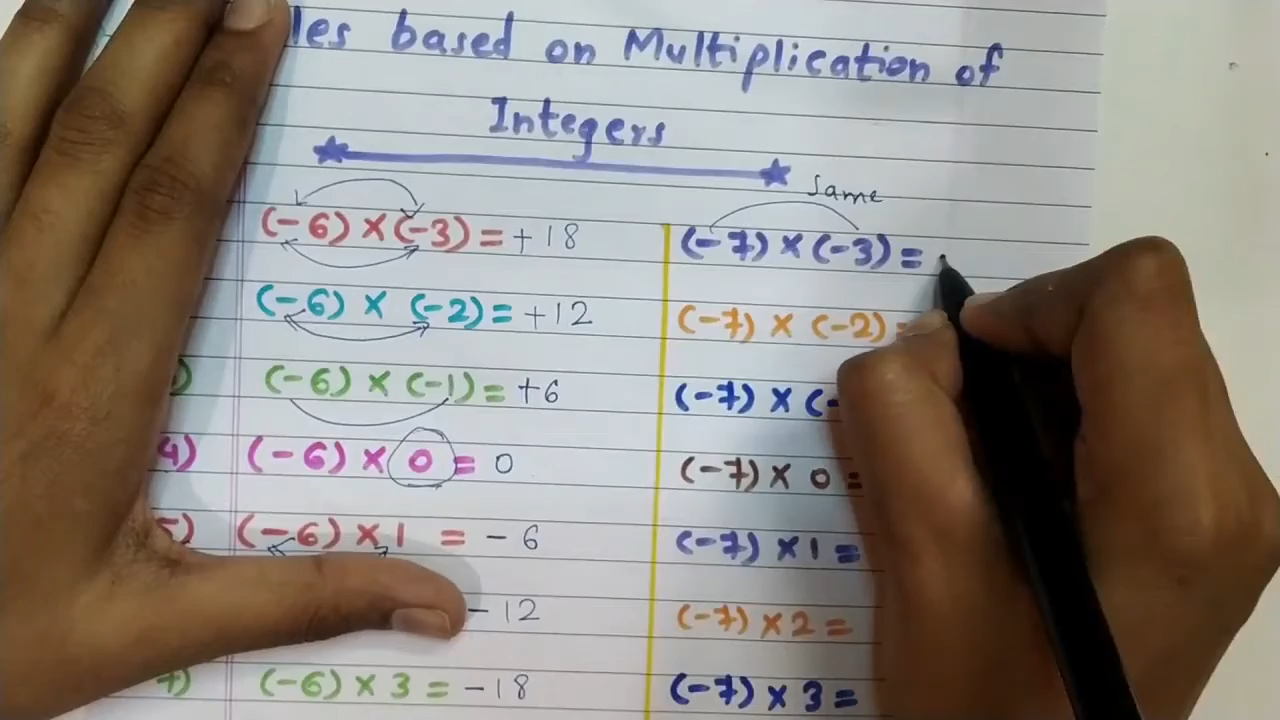 les based on Multiplication of
Integers
(-6) × (-3) = +18
(-6) × (-2) = +12
(-6) × (-1) = +6
4) (-6) × 0 = 0
5) (-6) × 1 = -6
-12
7) (-6) × 3 = -18
Same
(-7) × (-3) =
(-7) × (-2) =
(-7) × (-
(-7) × 0 =
(-7) × 1 =
(-7) × 2 =
(-7) × 3 =